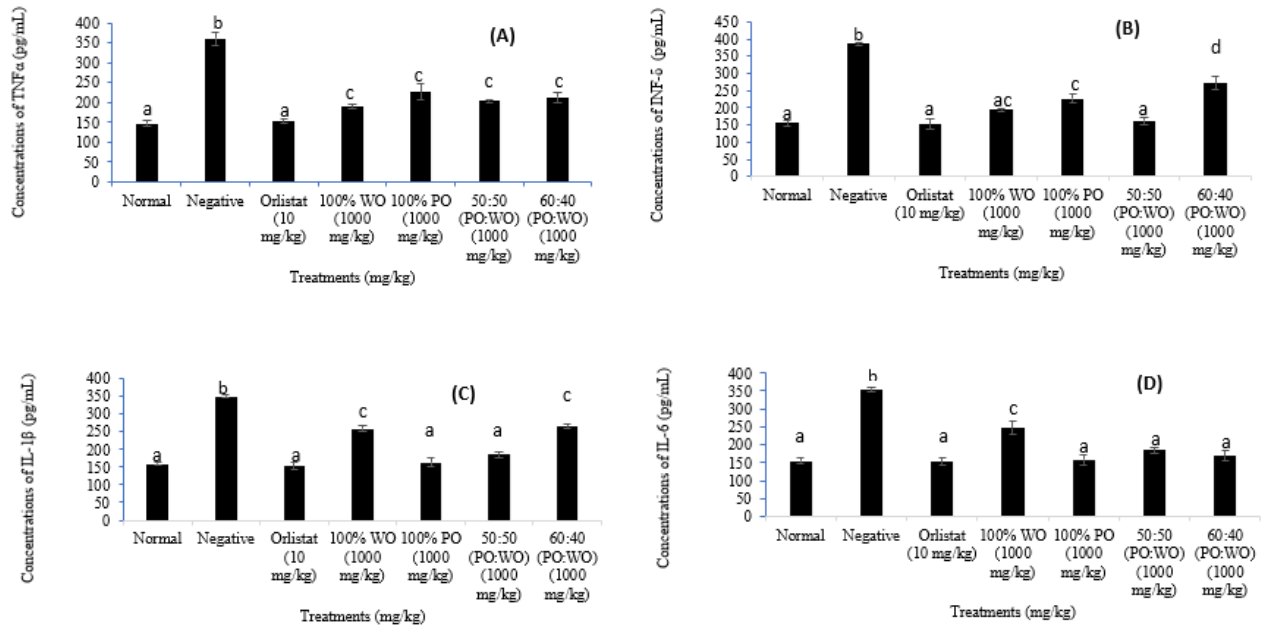 (A)
Concentrations of TNFα (pg/mL)
400
350
300
250
200
150
100
50
0
a
b
a
c
c
c
c
Normal Negative Orlistat 100% WO 100% PO 50:50 60:40
(10 (1000 (1000 (PO:WO) (PO:WO)
mg/kg) mg/kg) mg/kg) (1000 (1000
mg/kg) mg/kg)
Treatments (mg/kg)
(B)
Concentrations of INF-δ (pg/mL)
450
400
350
300
250
200
150
100
50
0
a
b
a
ac
c
a
d
Normal Negative Orlistat 100% WO 100% PO 50:50 60:40
(10 mg/kg) (1000 (1000 (PO:WO) (PO:WO)
mg/kg) mg/kg) (1000 (1000
mg/kg) mg/kg)
Treatments (mg/kg)
(C)
Concentrations of IL-1β (pg/mL)
400
350
300
250
200
150
100
50
0
a
b
a
c
a
a
c
Normal Negative Orlistat 100% WO 100% PO 50:50 60:40
(10 (1000 (1000 (PO:WO) (PO:WO)
mg/kg) mg/kg) mg/kg) (1000 (1000
mg/kg) mg/kg)
Treatments (mg/kg)
(D)
Concentrations of IL-6 (pg/mL)
400
350
300
250
200
150
100
50
0
a
b
a
c
a
a
a
Normal Negative Orlistat 100% WO 100% PO 50:50 60:40
(10 mg/kg) (1000 (1000 (PO:WO) (PO:WO)
mg/kg) mg/kg) (1000 (1000
mg/kg) mg/kg)
Treatments (mg/kg)